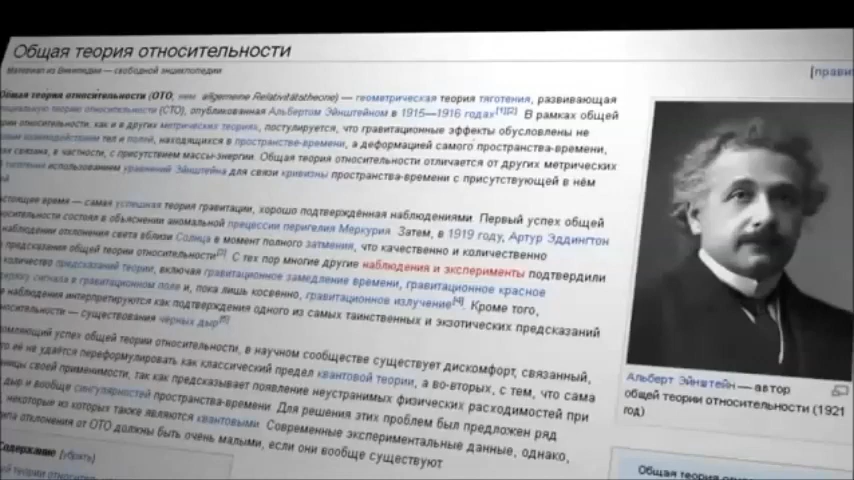 Общая теория относительности
Материал из Википедии — свободной энциклопедии
[прави
Общая теория относительности (ОТО, нем. allgemeine Relativitätstheorie) — геометрическая теория тяготения, развивающая
теорию относительности (СТО), опубликованная Альбертом Эйнштейном в 1915—1916 годах[1][2]. В рамках общей
относительности, как и в других метрических теориях, постулируется, что гравитационные эффекты обусловлены не
тел и полей, находящихся в пространстве-времени, а деформацией самого пространства-времени,
связана, в частности, с присутствием массы-энергии. Общая теория относительности отличается от других метрических
использованием уравнений Эйнштейна для связи кривизны пространства-времени с присутствующей в нём
время — самая успешная теория гравитации, хорошо подтверждённая наблюдениями. Первый успех общей
состоял в объяснении аномальной прецессии перигелия Меркурия. Затем, в 1919 году, Артур Эддингтон
наблюдении отклонения света вблизи Солнца в момент полного затмения, что качественно и количественно
предсказания общей теории относительности[3]. С тех пор многие другие наблюдения и эксперименты подтвердили
количество предсказаний теории, включая гравитационное замедление времени, гравитационное красное
сигнала в гравитационном поле и, пока лишь косвенно, гравитационное излучение[4]. Кроме того,
наблюдения интерпретируются как подтверждения одного из самых таинственных и экзотических предсказаний
— существования чёрных дыр[5]
успех общей теории относительности, в научном сообществе существует дискомфорт, связанный,
что её не удаётся переформулировать как классический предел квантовой теории, а во-вторых, с тем, что сама
своей применимости, так как предсказывает появление неустранимых физических расходимостей при
дыр и вообще сингулярностей пространства-времени. Для решения этих проблем был предложен ряд
некоторые из которых также являются квантовыми. Современные экспериментальные данные, однако,
отклонения от ОТО должны быть очень малыми, если они вообще существуют
Альберт Эйнштейн — автор
общей теории относительности (1921
год)
Содержание [убрать]
Общая теория